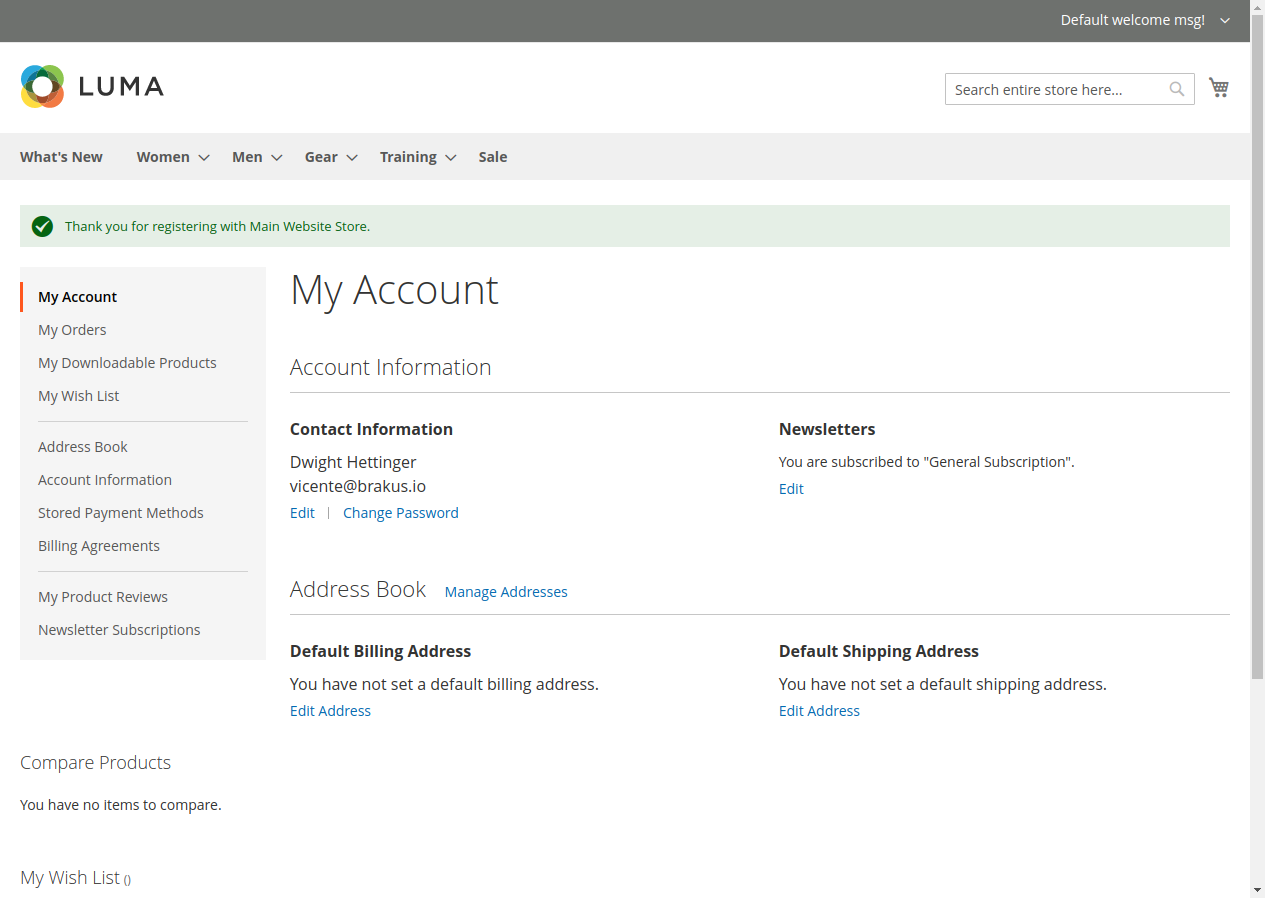 Default welcome msg!
LUMA
Search entire store here...
What's New Women Men Gear Training Sale
Thank you for registering with Main Website Store.
My Account
My Orders
My Downloadable Products
My Wish List
Address Book
Account Information
Stored Payment Methods
Billing Agreements
My Product Reviews
Newsletter Subscriptions
My Account
Account Information
Contact Information
Dwight Hettinger
vicente@brakus.io
Edit | Change Password
Newsletters
You are subscribed to "General Subscription".
Edit
Address Book Manage Addresses
Default Billing Address
You have not set a default billing address.
Edit Address
Default Shipping Address
You have not set a default shipping address.
Edit Address
Compare Products
You have no items to compare.
My Wish List ()